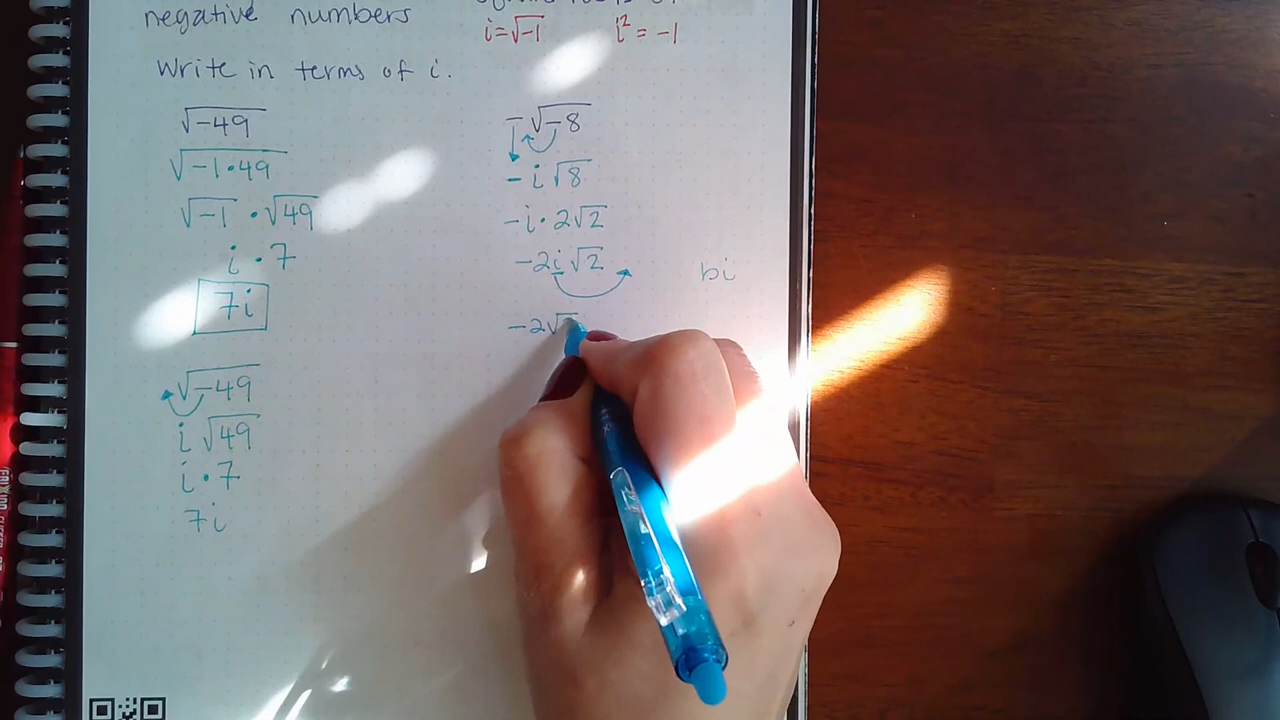 negative numbers
i=√-1 i² = -1
Write in terms of i.
√-49
√-1•49
√-1 • √49
i • 7
7i
√-49
i √49
i • 7
7i
-√-8
- i √8
-i • 2√2
-2i√2
bi
-2√